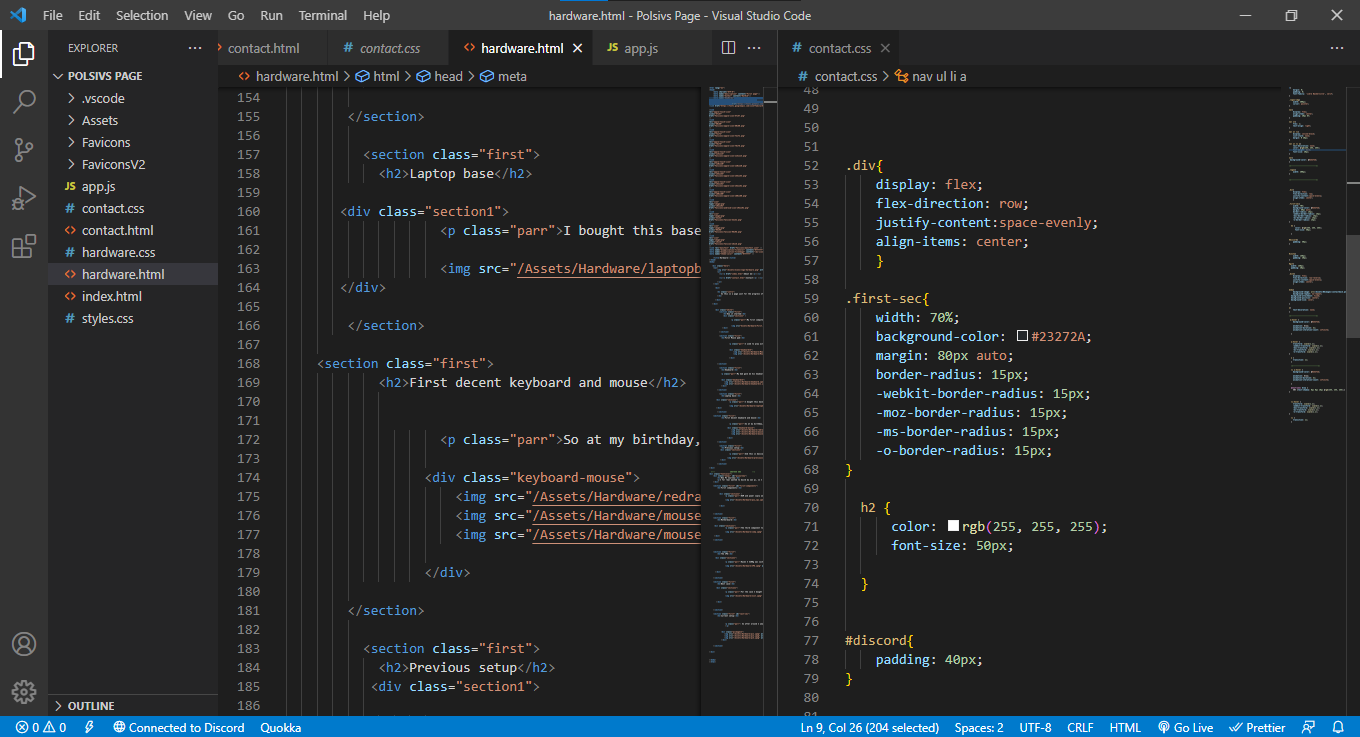 File Edit Selection View Go Run Terminal Help
hardware.html - Polsivs Page - Visual Studio Code
EXPLORER
POLSIVS PAGE
.vscode
Assets
Favicons
FaviconsV2
JS app.js
# contact.css
<> contact.html
# hardware.css
<> hardware.html
<> index.html
# styles.css
OUTLINE
contact.html # contact.css <> hardware.html JS app.js
<> hardware.html > html > head > meta
154
155 </section>
156
157 <section class="first">
158 <h2>Laptop base</h2>
159
160 <div class="section1">
161 <p class="parr">I bought this base
162
163 <img src="/Assets/Hardware/laptopb
164 </div>
165
166 </section>
167
168 <section class="first">
169 <h2>First decent keyboard and mouse</h2>
170
171
172 <p class="parr">So at my birthday,
173
174 <div class="keyboard-mouse">
175 <img src="/Assets/Hardware/redra
176 <img src="/Assets/Hardware/mouse
177 <img src="/Assets/Hardware/mouse
178
179 </div>
180
181 </section>
182
183 <section class="first">
184 <h2>Previous setup</h2>
185 <div class="section1">
186
# contact.css
# contact.css > nav ul li a
48
49
50
51
52 .div{
53 display: flex;
54 flex-direction: row;
55 justify-content:space-evenly;
56 align-items: center;
57 }
58
59 .first-sec{
60 width: 70%;
61 background-color: #23272A;
62 margin: 80px auto;
63 border-radius: 15px;
64 -webkit-border-radius: 15px;
65 -moz-border-radius: 15px;
66 -ms-border-radius: 15px;
67 -o-border-radius: 15px;
68 }
69
70 h2 {
71 color: rgb(255, 255, 255);
72 font-size: 50px;
73
74 }
75
76
77 #discord{
78 padding: 40px;
79 }
80
81
0 0 Connected to Discord Quokka
Ln 9, Col 26 (204 selected) Spaces: 2 UTF-8 CRLF HTML Go Live Prettier